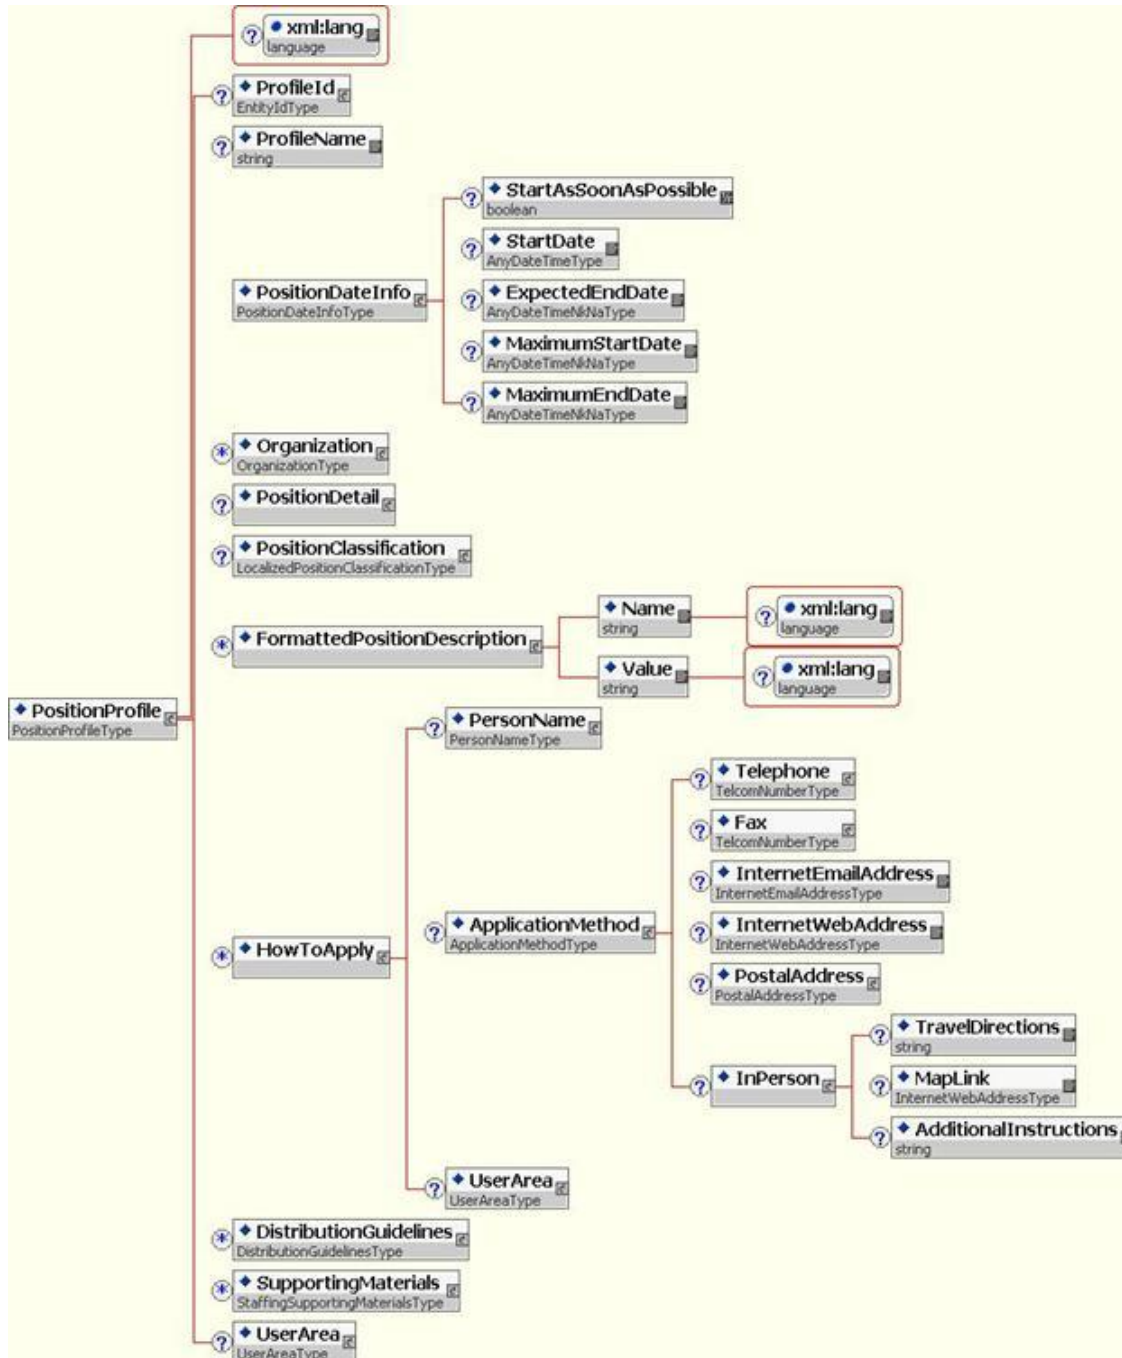 xml:lang
language
ProfileId
EntityIdType
ProfileName
string
StartAsSoonAsPossible
boolean
StartDate
AnyDateTimeType
PositionDateInfo
PositionDateInfoType
ExpectedEndDate
AnyDateTimeNkNaType
MaximumStartDate
AnyDateTimeNkNaType
MaximumEndDate
AnyDateTimeNkNaType
Organization
OrganizationType
PositionDetail
PositionClassification
LocalizedPositionClassificationType
FormattedPositionDescription
Name
string
xml:lang
language
Value
string
xml:lang
language
PositionProfile
PositionProfileType
PersonName
PersonNameType
Telephone
TelcomNumberType
Fax
TelcomNumberType
InternetEmailAddress
InternetEmailAddressType
HowToApply
ApplicationMethod
ApplicationMethodType
InternetWebAddress
InternetWebAddressType
PostalAddress
PostalAddressType
InPerson
TravelDirections
string
MapLink
InternetWebAddressType
AdditionalInstructions
string
UserArea
UserAreaType
DistributionGuidelines
DistributionGuidelinesType
SupportingMaterials
StaffingSupportingMaterialsType
UserArea
UserAreaType